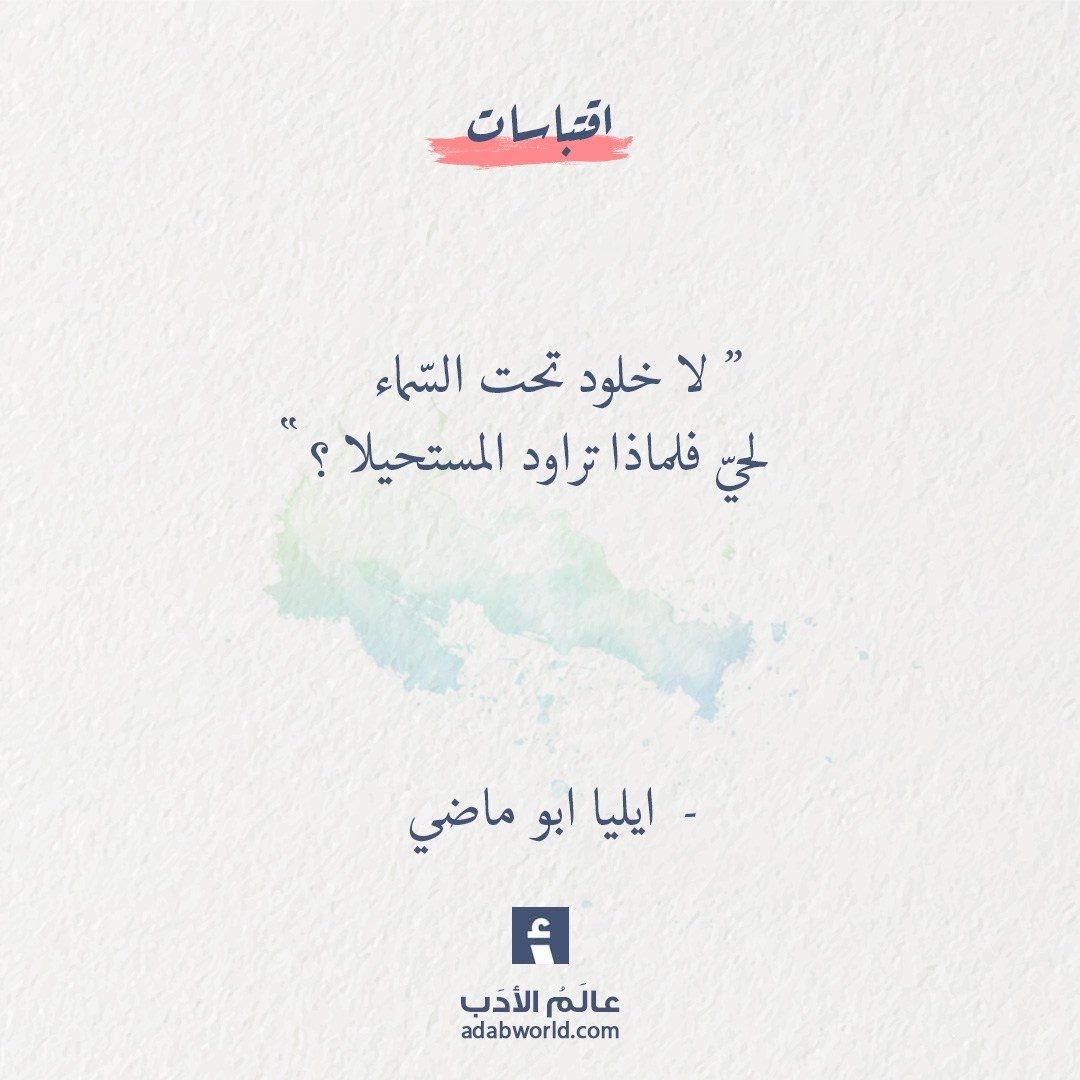 اقتباسات
” لا خلود تحت السّماء
لحيّ فلماذا تراود المستحيلا ؟ “
- ايليا ابو ماضي
أ
عالَمُ الأدَب
adabworld.com